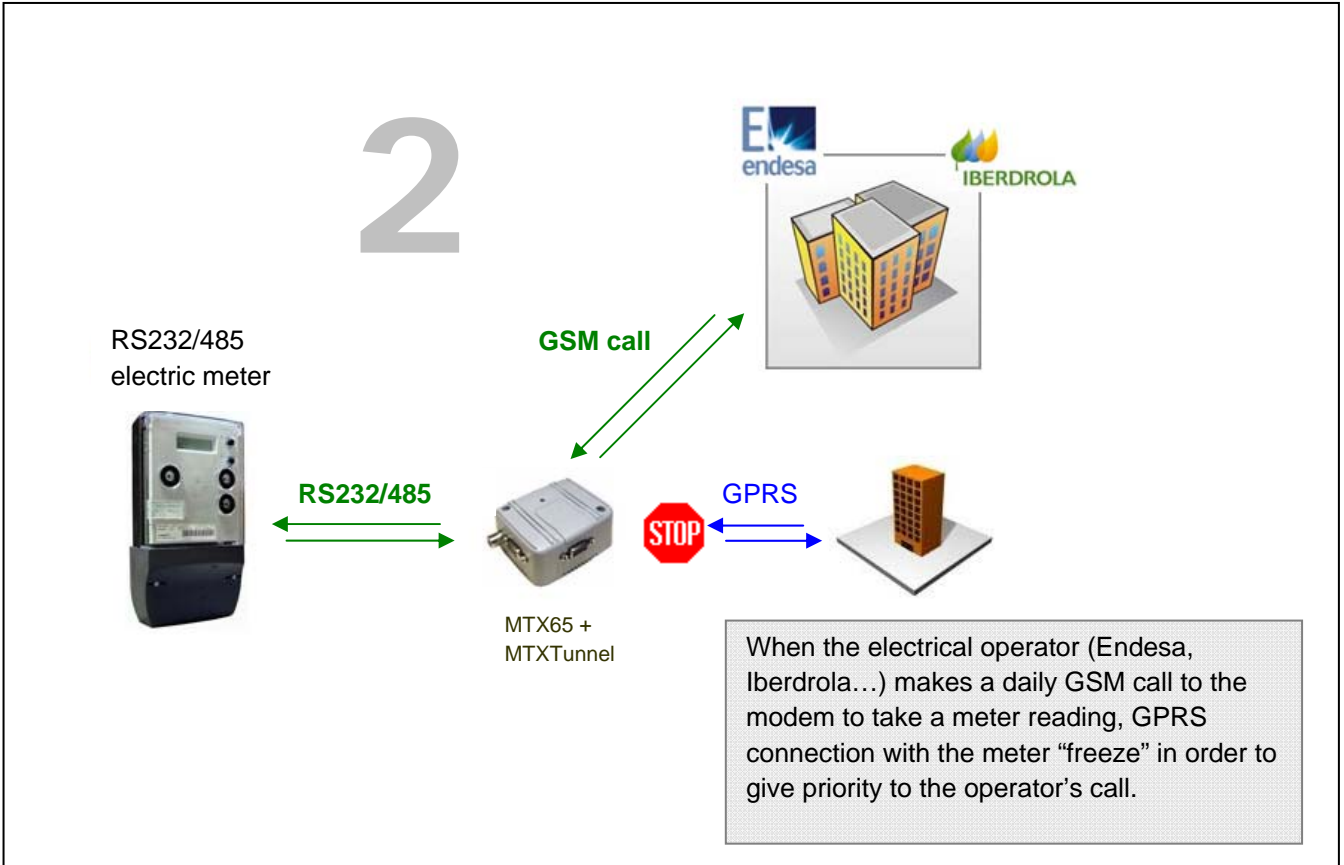 2
E
endesa
IBERDROLA
RS232/485
electric meter
GSM call
RS232/485
STOP
GPRS
MTX65 +
MTXTunnel
When the electrical operator (Endesa,
Iberdrola…) makes a daily GSM call to the
modem to take a meter reading, GPRS
connection with the meter “freeze” in order to
give priority to the operator’s call.